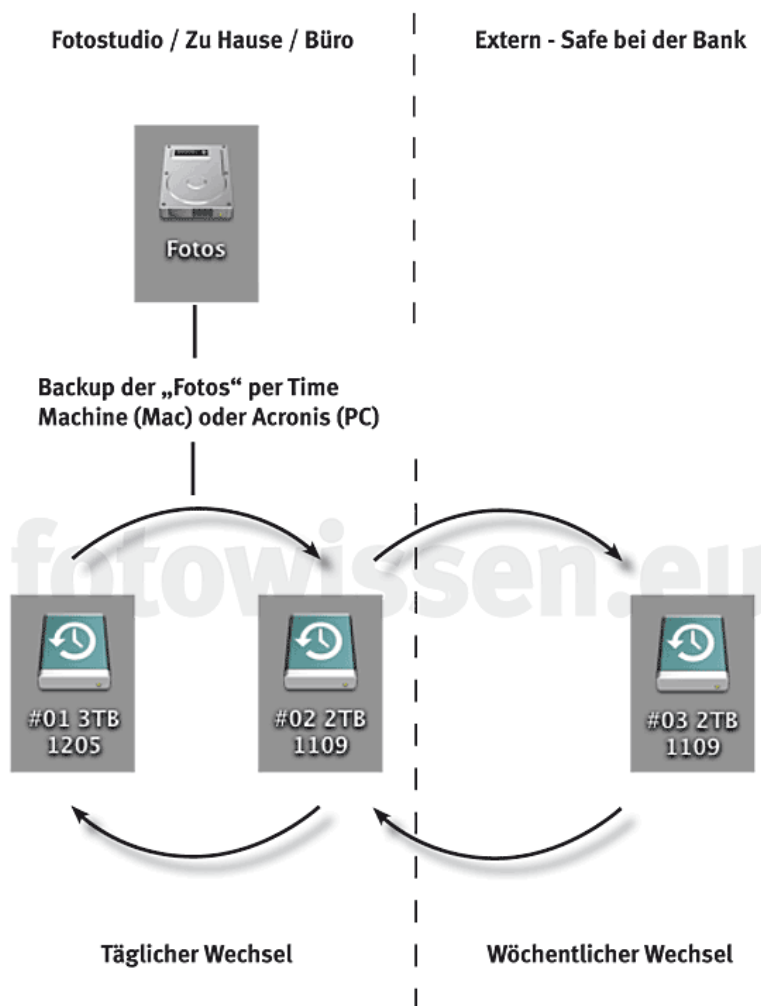 Fotostudio / Zu Hause / Büro
Extern - Safe bei der Bank
Fotos
Backup der „Fotos“ per Time
Machine (Mac) oder Acronis (PC)
fotowissen.eu
#01 3TB
1205
#02 2TB
1109
#03 2TB
1109
Täglicher Wechsel
Wöchentlicher Wechsel